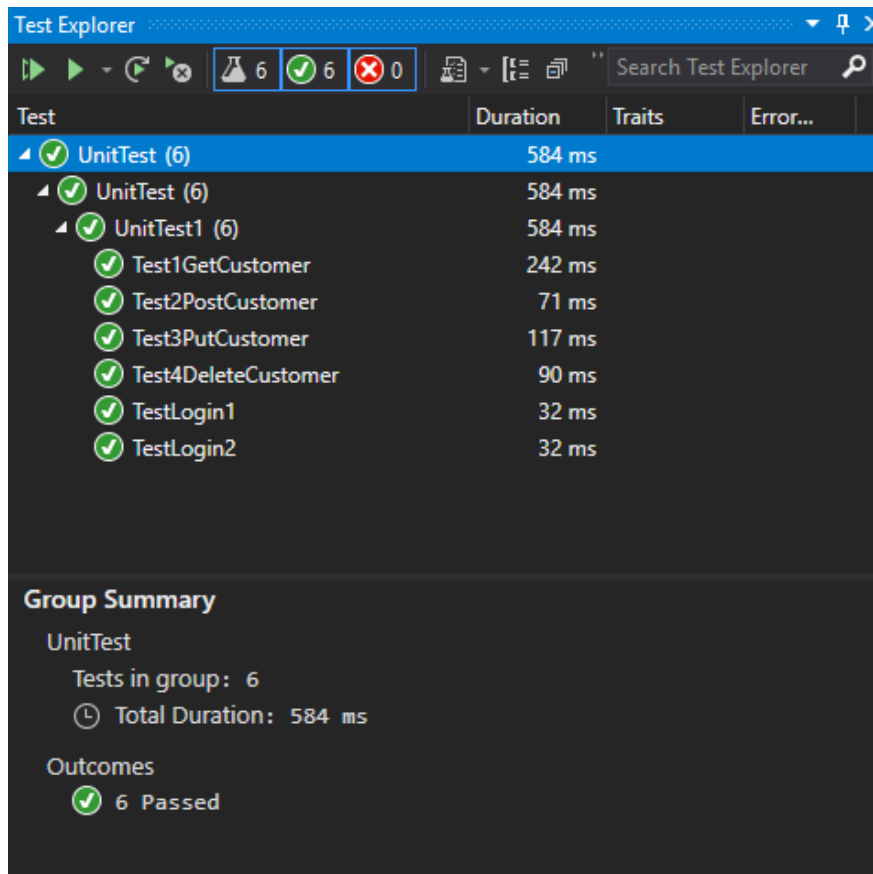 Test Explorer
6 6 0 Search Test Explorer
Test Duration Traits Error...
UnitTest (6) 584 ms
UnitTest (6) 584 ms
UnitTest1 (6) 584 ms
Test1GetCustomer 242 ms
Test2PostCustomer 71 ms
Test3PutCustomer 117 ms
Test4DeleteCustomer 90 ms
TestLogin1 32 ms
TestLogin2 32 ms
Group Summary
UnitTest
Tests in group: 6
Total Duration: 584 ms
Outcomes
6 Passed